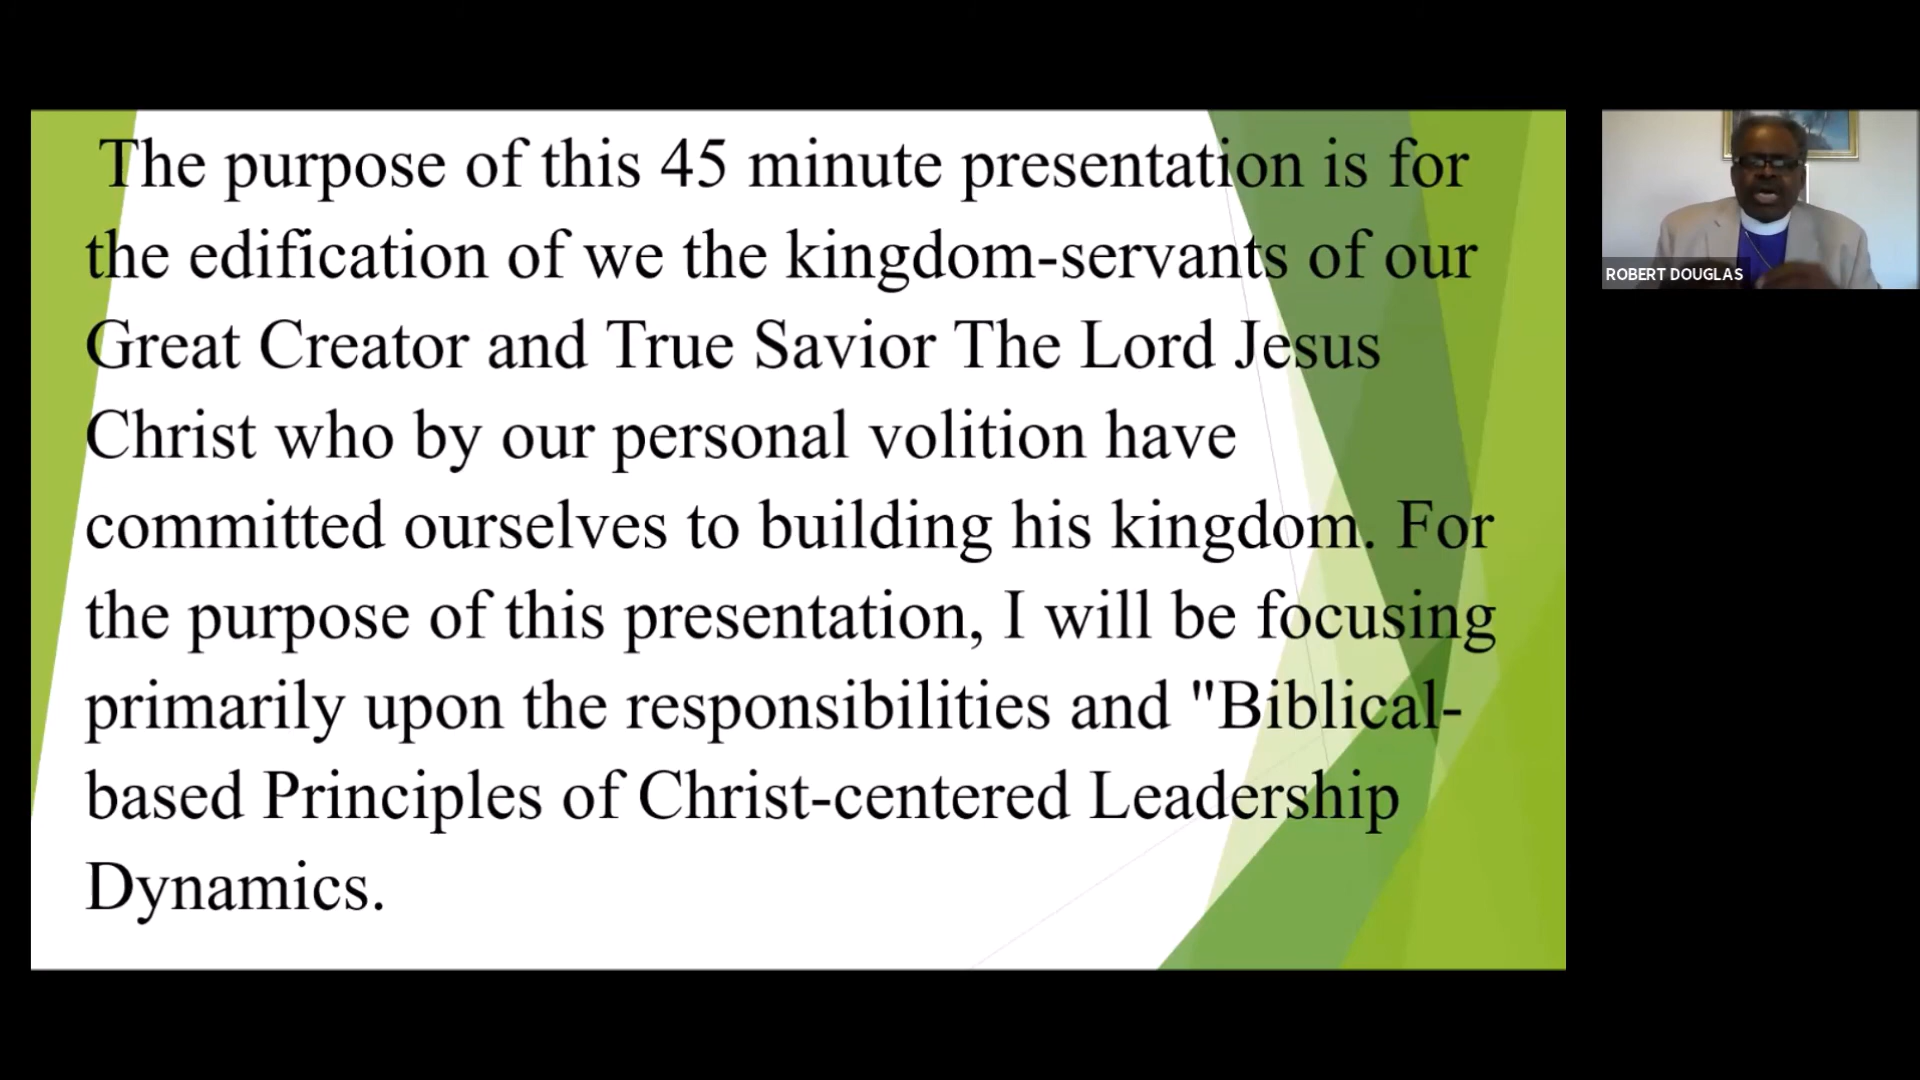 The purpose of this 45 minute presentation is for
the edification of we the kingdom-servants of our
Great Creator and True Savior The Lord Jesus
Christ who by our personal volition have
committed ourselves to building his kingdom. For
the purpose of this presentation, I will be focusing
primarily upon the responsibilities and "Biblical-
based Principles of Christ-centered Leadership
Dynamics.
ROBERT DOUGLAS